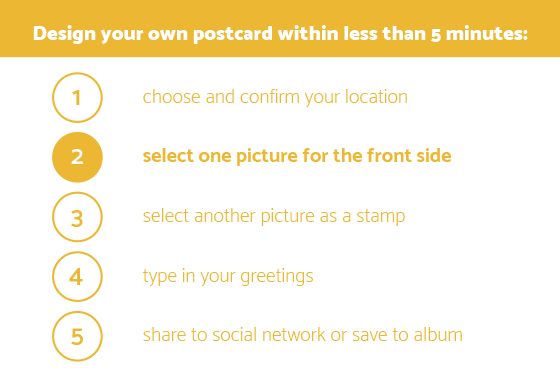 Design your own postcard within less than 5 minutes:
1 choose and confirm your location
2 select one picture for the front side
3 select another picture as a stamp
4 type in your greetings
5 share to social network or save to album